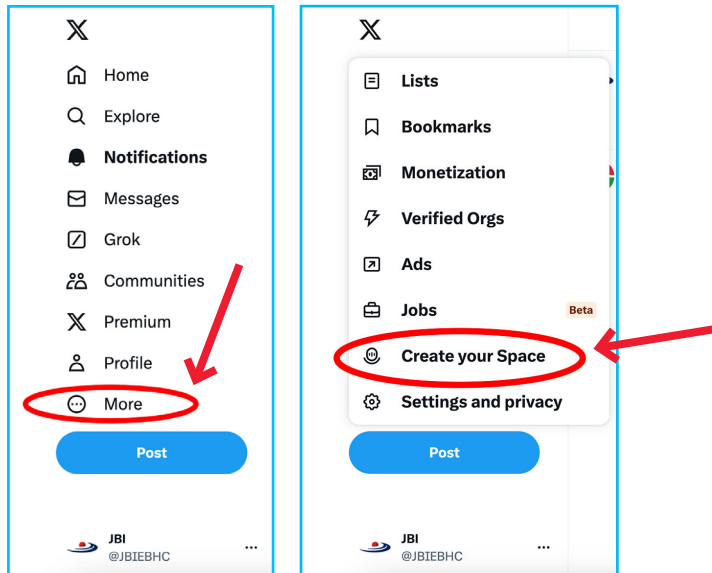 Home
Explore
Notifications
Messages
Grok
Communities
Premium
Profile
More
Post
JBI
@JBIEBHC
Lists
Bookmarks
Monetization
Verified Orgs
Ads
Jobs Beta
Create your Space
Settings and privacy
Post
JBI
@JBIEBHC